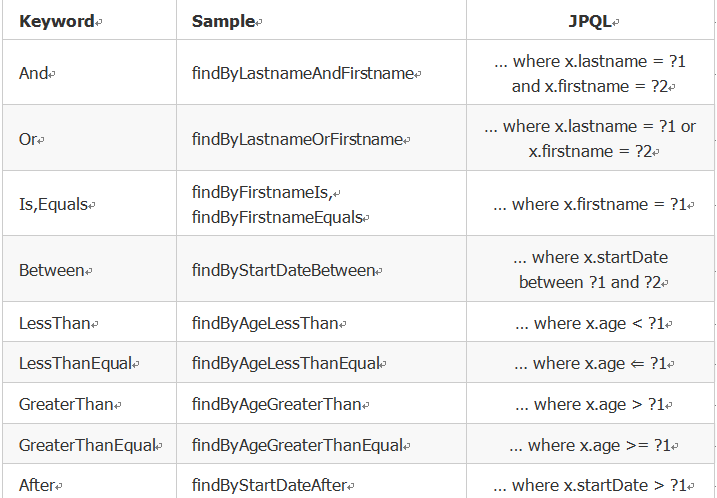 Keyword Sample JPQL
And findByLastnameAndFirstname … where x.lastname = ?1
and x.firstname = ?2
Or findByLastnameOrFirstname … where x.lastname = ?1 or
x.firstname = ?2
Is,Equals findByFirstnameIs,
findByFirstnameEquals … where x.firstname = ?1
Between findByStartDateBetween … where x.startDate
between ?1 and ?2
LessThan findByAgeLessThan … where x.age < ?1
LessThanEqual findByAgeLessThanEqual … where x.age ⇐ ?1
GreaterThan findByAgeGreaterThan … where x.age > ?1
GreaterThanEqual findByAgeGreaterThanEqual … where x.age >= ?1
After findByStartDateAfter … where x.startDate > ?1